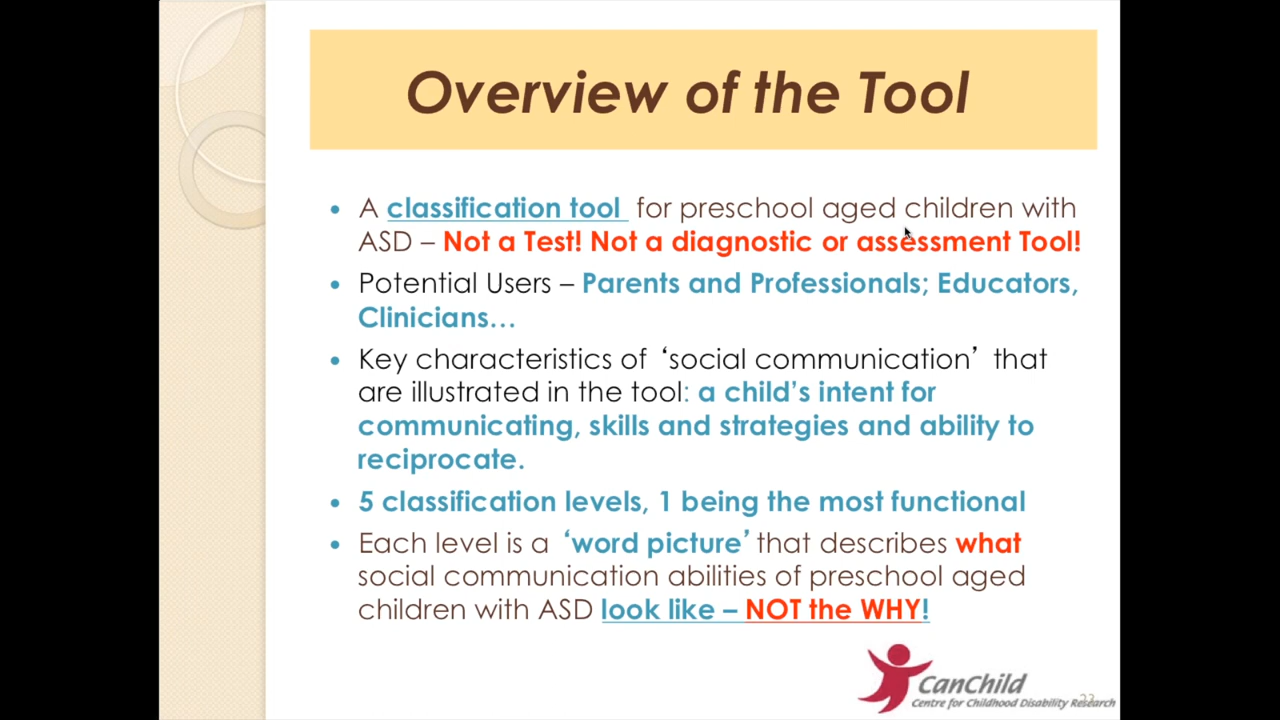 Overview of the Tool
• A classification tool for preschool aged children with
ASD – Not a Test! Not a diagnostic or assessment Tool!
• Potential Users – Parents and Professionals; Educators,
Clinicians…
• Key characteristics of ‘social communication’ that
are illustrated in the tool: a child’s intent for
communicating, skills and strategies and ability to
reciprocate.
• 5 classification levels, 1 being the most functional
• Each level is a ‘word picture’ that describes what
social communication abilities of preschool aged
children with ASD look like – NOT the WHY!
CanChild
Centre for Childhood Disability Research